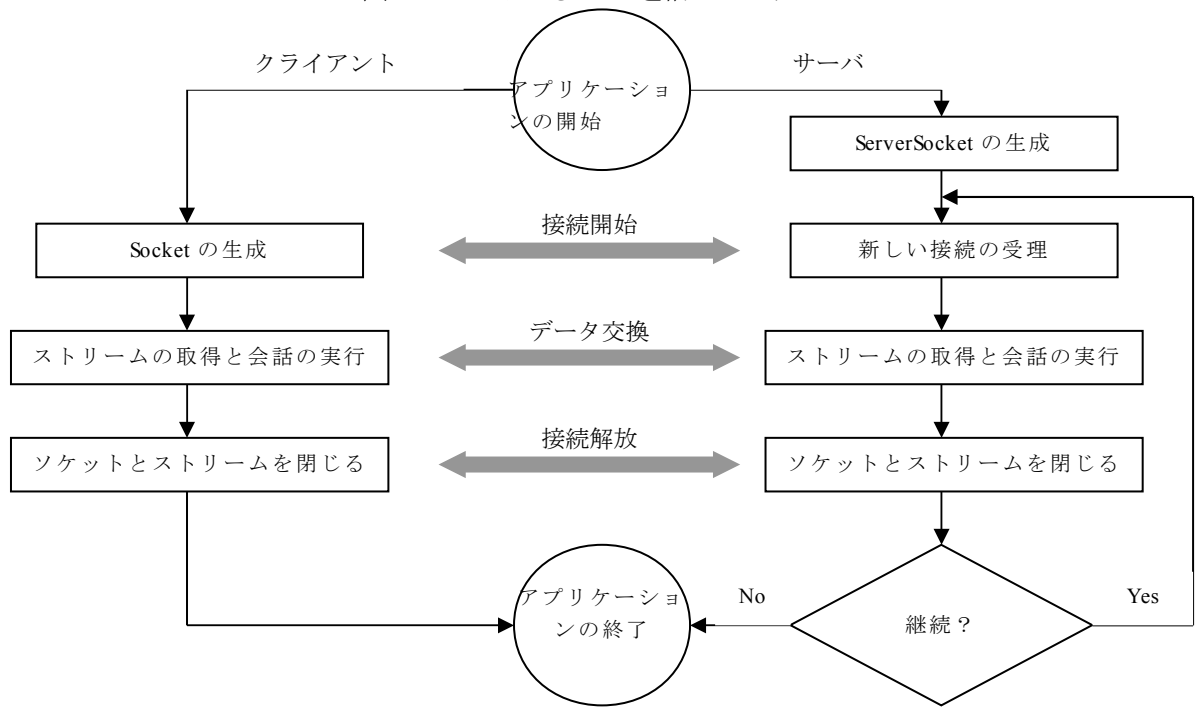 クライアント
サーバ
アプリケーショ
ンの開始
ServerSocket の生成
接続開始
Socket の生成
新しい接続の受理
データ交換
ストリームの取得と会話の実行
ストリームの取得と会話の実行
接続解放
ソケットとストリームを閉じる
ソケットとストリームを閉じる
アプリケーショ
ンの終了
No
継続？
Yes